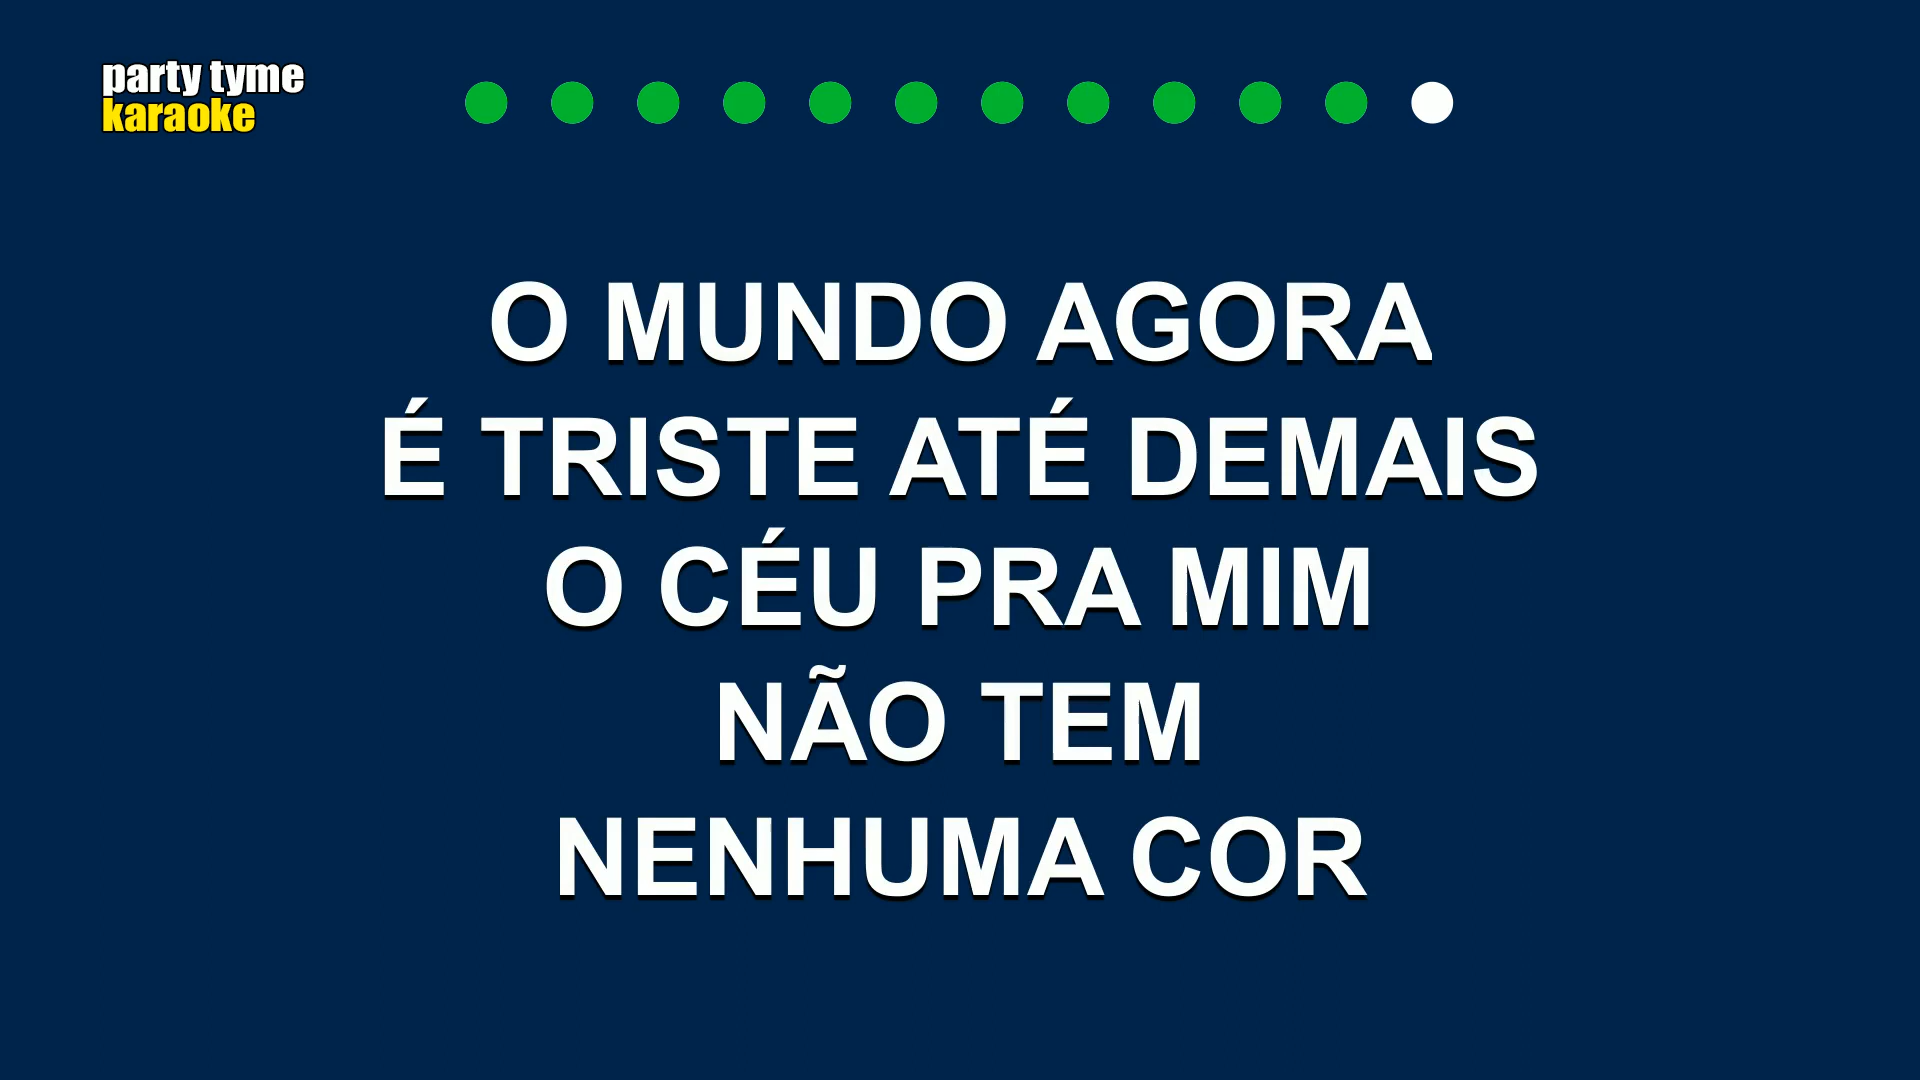 party tyme
karaoke
O MUNDO AGORA
É TRISTE ATÉ DEMAIS
O CÉU PRA MIM
NÃO TEM
NENHUMA COR